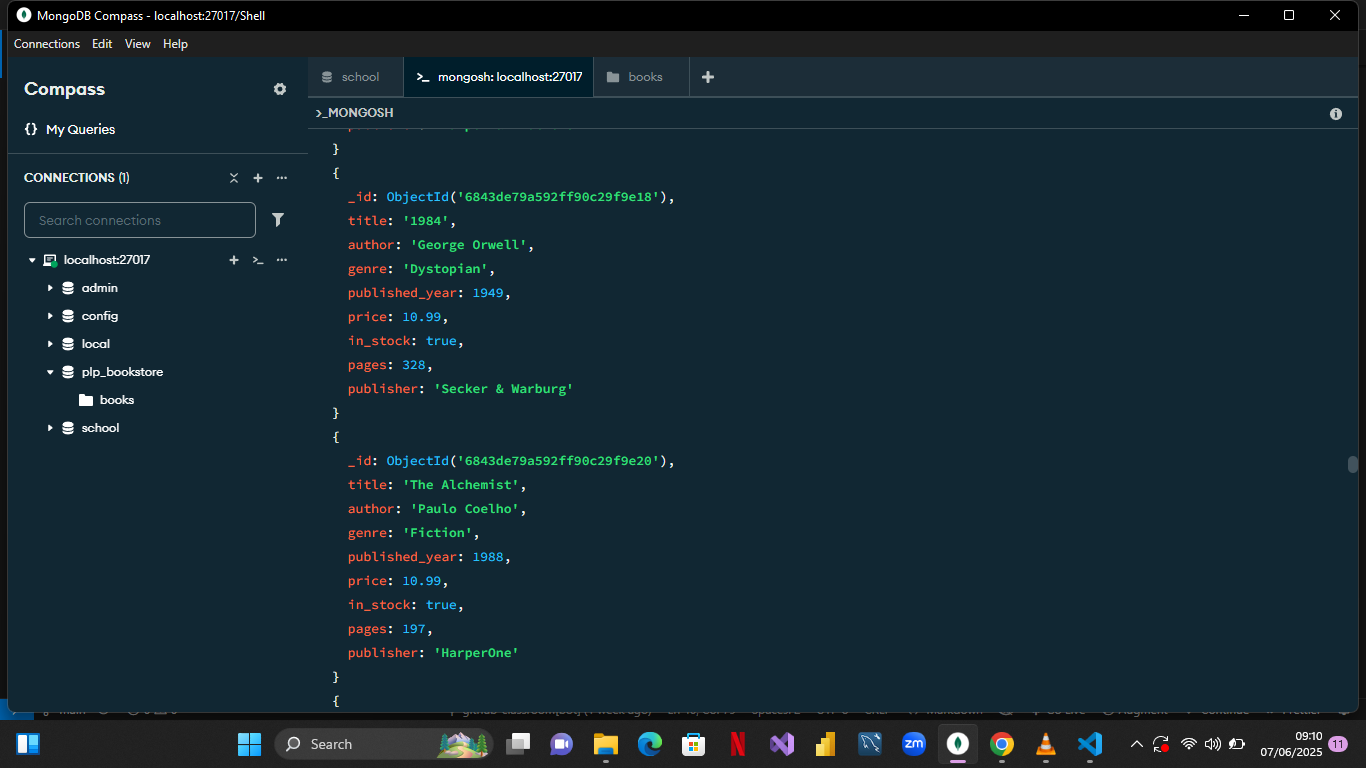 MongoDB Compass - localhost:27017/Shell
Connections Edit View Help
Compass
{} My Queries
CONNECTIONS (1)
Search connections
localhost:27017
admin
config
local
plp_bookstore
books
school
school
>_ mongosh: localhost:27017
books
>_MONGOSH
}
{
_id: ObjectId('6843de79a592ff90c29f9e18'),
title: '1984',
author: 'George Orwell',
genre: 'Dystopian',
published_year: 1949,
price: 10.99,
in_stock: true,
pages: 328,
publisher: 'Secker & Warburg'
}
{
_id: ObjectId('6843de79a592ff90c29f9e20'),
title: 'The Alchemist',
author: 'Paulo Coelho',
genre: 'Fiction',
published_year: 1988,
price: 10.99,
in_stock: true,
pages: 197,
publisher: 'HarperOne'
}
{
Search
zm
09:10
07/06/2025
11